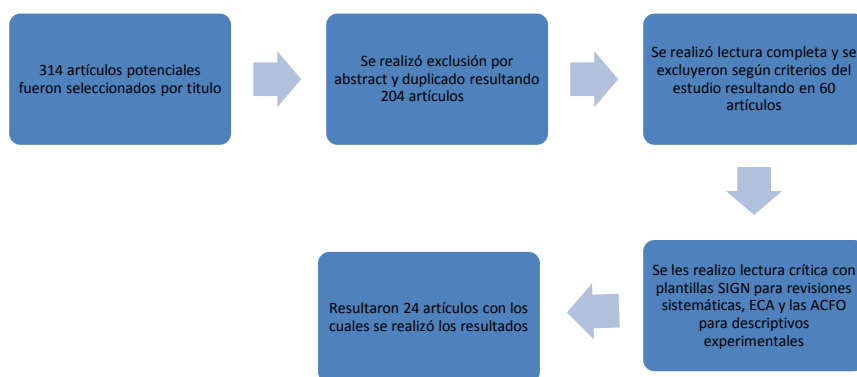 314 artículos potenciales
fueron seleccionados por titulo
Se realizó exclusión por
abstract y duplicado resultando
204 artículos
Se realizó lectura completa y se
excluyeron según criterios del
estudio resultando en 60
artículos
Se les realizo lectura crítica con
plantillas SIGN para revisiones
sistemáticas, ECA y las ACFO
para descriptivos
experimentales
Resultaron 24 artículos con los
cuales se realizó los resultados